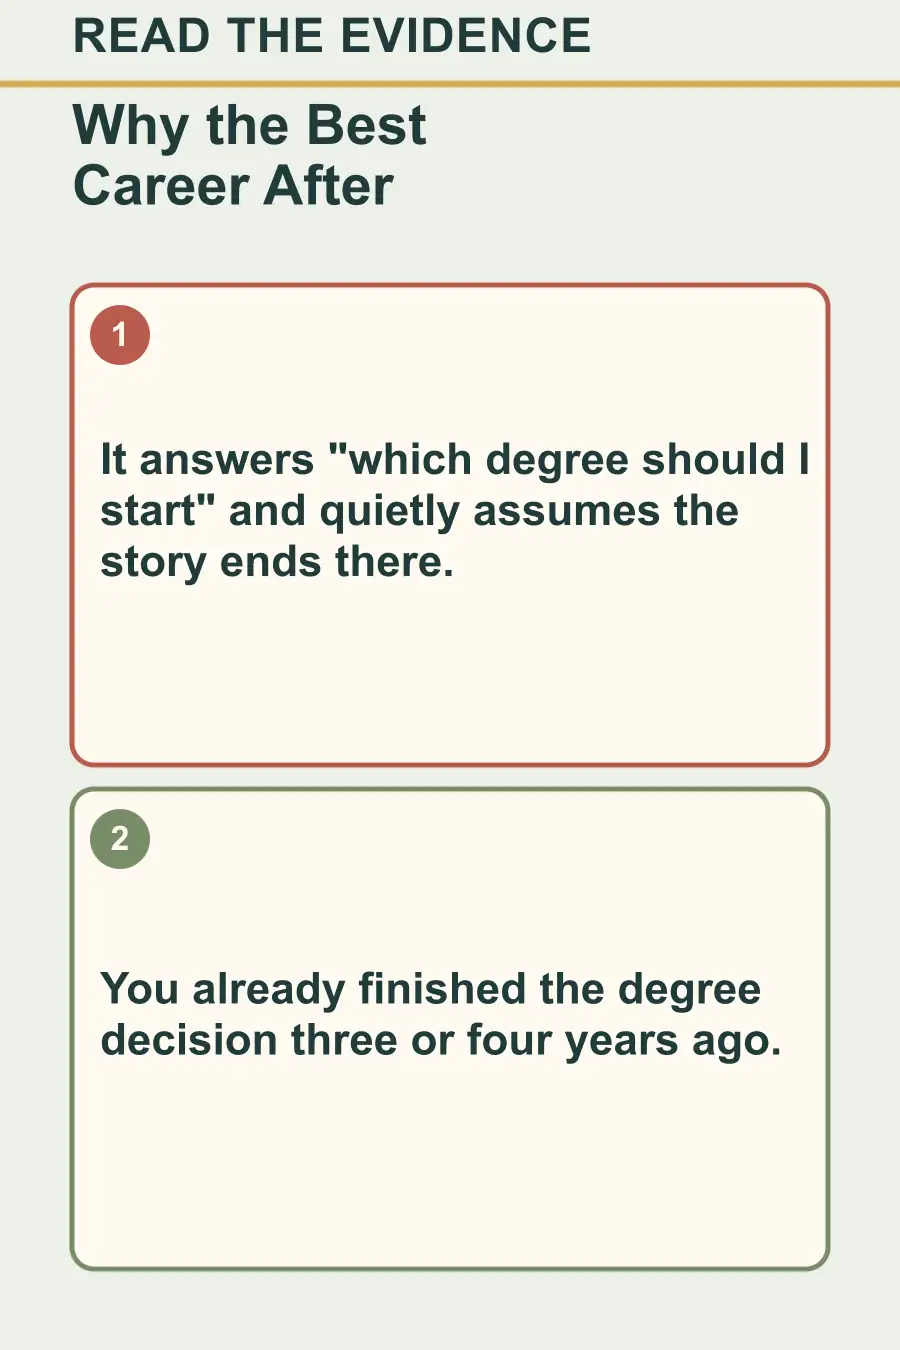 READ THE EVIDENCE
Why the Best
Career After
1
It answers "which degree should I
start" and quietly assumes the
story ends there.
2
You already finished the degree
decision three or four years ago.